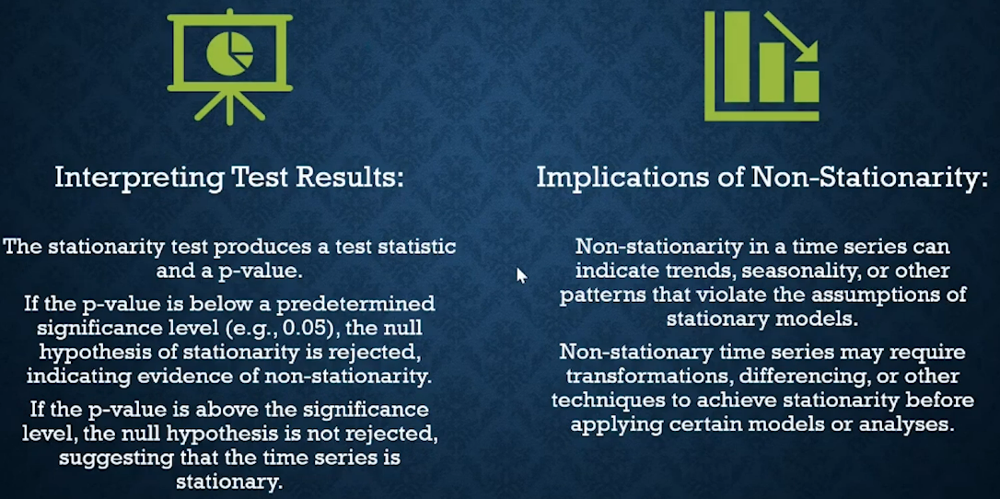 Interpreting Test Results:
The stationarity test produces a test statistic
and a p-value.
If the p-value is below a predetermined
significance level (e.g., 0.05), the null
hypothesis of stationarity is rejected,
indicating evidence of non-stationarity.
If the p-value is above the significance
level, the null hypothesis is not rejected,
suggesting that the time series is
stationary.
Implications of Non-Stationarity:
Non-stationarity in a time series can
indicate trends, seasonality, or other
patterns that violate the assumptions of
stationary models.
Non-stationary time series may require
transformations, differencing, or other
techniques to achieve stationarity before
applying certain models or analyses.